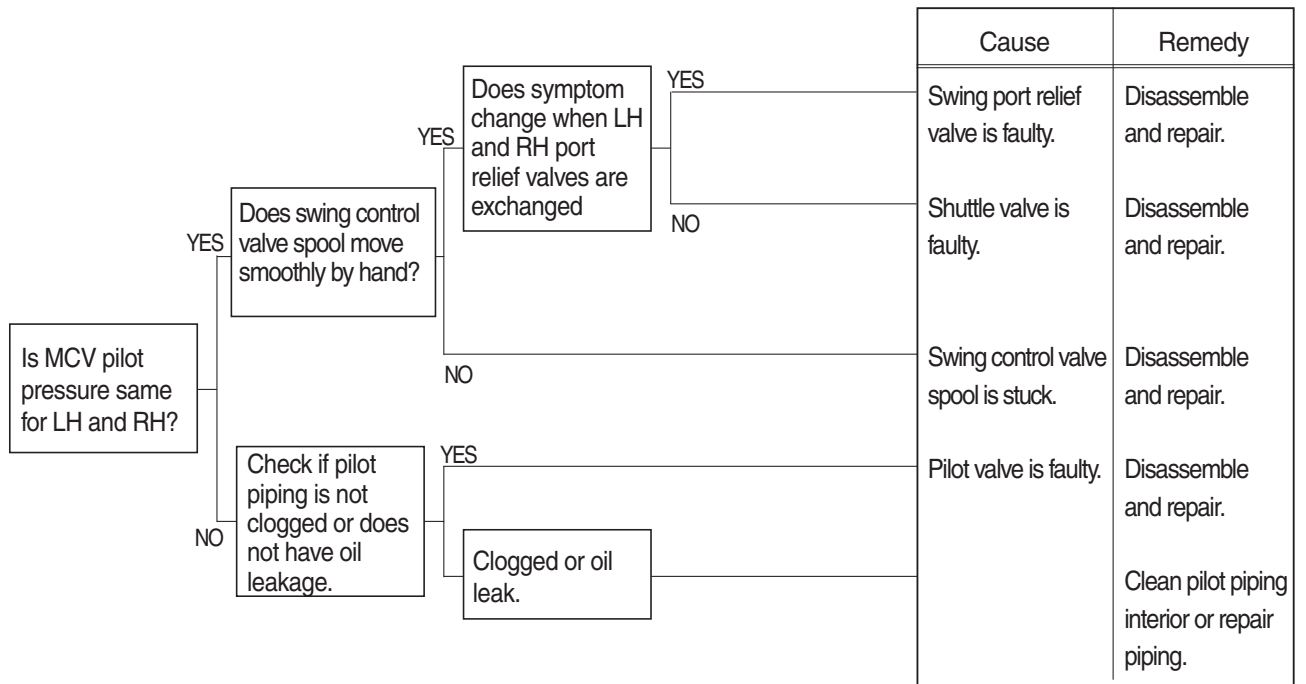 Cause
Remedy
Does symptom
change when LH
and RH port
relief valves are
exchanged
YES
NO
YES
Swing port relief
valve is faulty.
Disassemble
and repair.
Shuttle valve is
faulty.
Disassemble
and repair.
Does swing control
valve spool move
smoothly by hand?
YES
NO
Swing control valve
spool is stuck.
Disassemble
and repair.
Is MCV pilot
pressure same
for LH and RH?
NO
Check if pilot
piping is not
clogged or does
not have oil
leakage.
YES
Pilot valve is faulty.
Disassemble
and repair.
Clogged or oil
leak.
Clean pilot piping
interior or repair
piping.